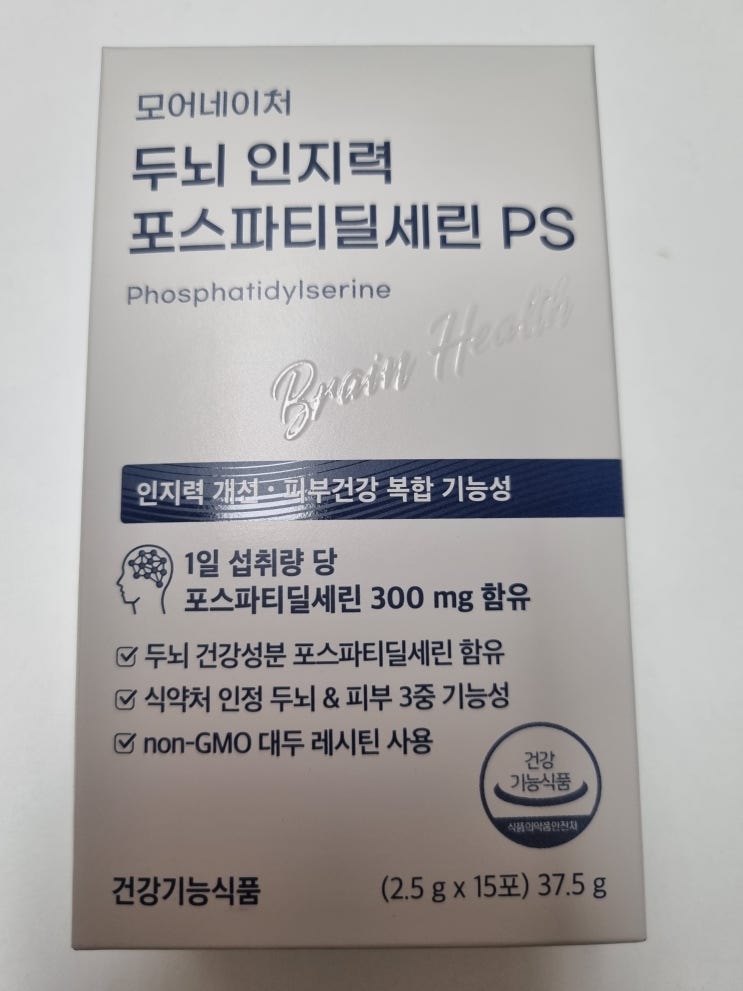 모어네이처
두뇌 인지력
포스파티딜세린 PS
Phosphatidylserine
Brain Health
인지력 개선 · 피부건강 복합 기능성
1일 섭취량 당
포스파티딜세린 300 mg 함유
두뇌 건강성분 포스파티딜세린 함유
식약처 인정 두뇌 & 피부 3중 기능성
non-GMO 대두 레시틴 사용
건강
기능식품
식품의약품안전처
건강기능식품 (2.5 g x 15포) 37.5 g